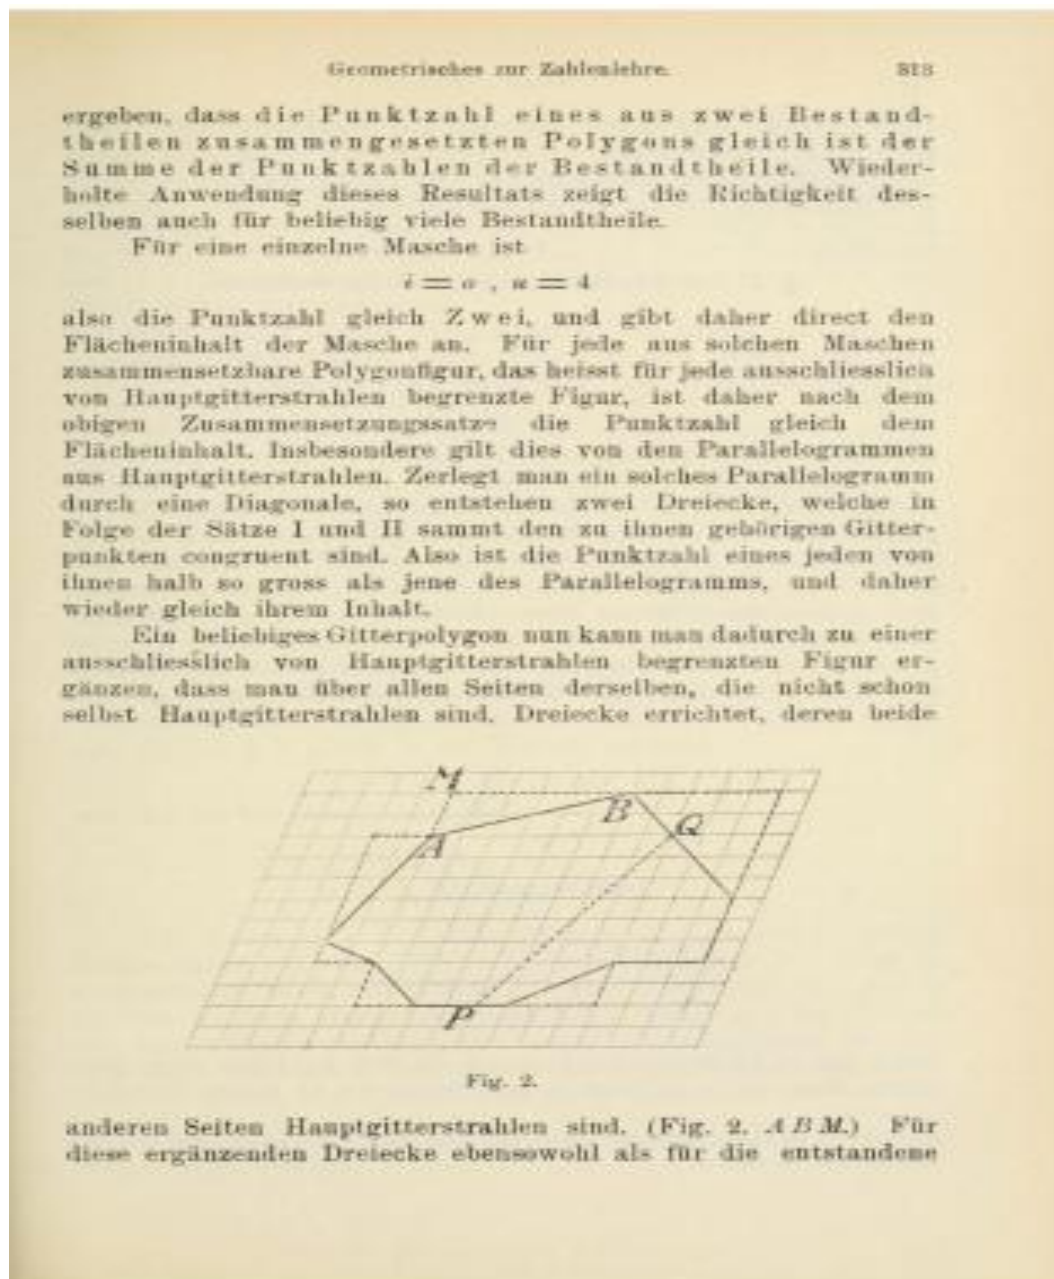 Geometrisches zur Zahlenlehre. 313
ergeben, dass die Punktzahl eines aus zwei Bestand-
theilen zusammengesetzten Polygons gleich ist der
Summe der Punktzahlen der Bestandtheile. Wieder-
holte Anwendung dieses Resultats zeigt die Richtigkeit des-
selben auch für beliebig viele Bestandtheile.
Für eine einzelne Masche ist
i = o , u = 4
also die Punktzahl gleich Zwei, und gibt daher direct den
Flächeninhalt der Masche an. Für jede aus solchen Maschen
zusammensetzbare Polygonfigur, das heisst für jede ausschliesslich
von Hauptgitterstrahlen begrenzte Figur, ist daher nach dem
obigen Zusammensetzungssatze die Punktzahl gleich dem
Flächeninhalt. Insbesondere gilt dies von den Parallelogrammen
aus Hauptgitterstrahlen. Zerlegt man ein solches Parallelogramm
durch eine Diagonale, so entstehen zwei Dreiecke, welche in
Folge der Sätze I und II sammt den zu ihnen gehörigen Gitter-
punkten congruent sind. Also ist die Punktzahl eines jeden von
ihnen halb so gross als jene des Parallelogramms, und daher
wieder gleich ihrem Inhalt.
Ein beliebiges Gitterpolygon nun kann man dadurch zu einer
ausschliesslich von Hauptgitterstrahlen begrenzten Figur er-
gänzen, dass man über allen Seiten derselben, die nicht schon
selbst Hauptgitterstrahlen sind, Dreiecke errichtet, deren beide
M
B
Q
A
P
Fig. 2.
anderen Seiten Hauptgitterstrahlen sind. (Fig. 2, A B M.) Für
diese ergänzenden Dreiecke ebensowohl als für die entstandene